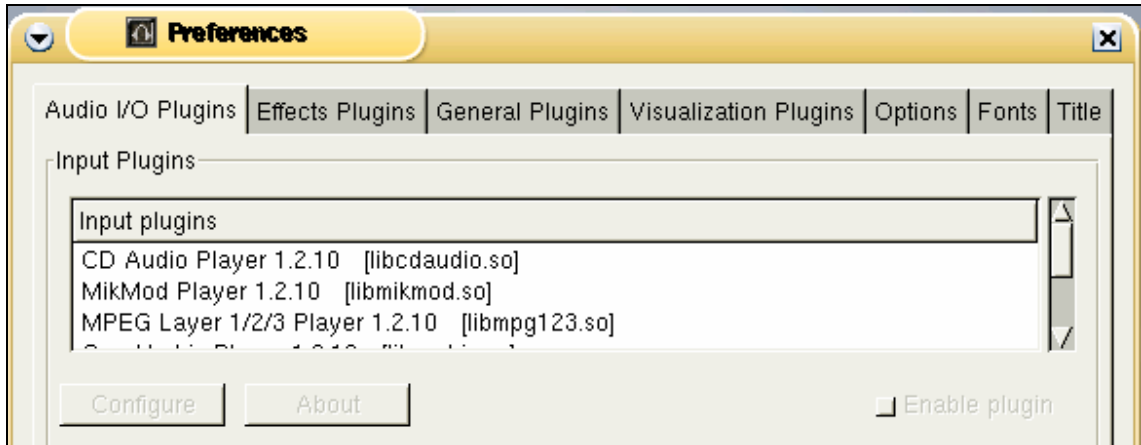 Preferences
Audio I/O Plugins Effects Plugins General Plugins Visualization Plugins Options Fonts Title
Input Plugins
Input plugins
CD Audio Player 1.2.10 [libcdaudio.so]
MikMod Player 1.2.10 [libmikmod.so]
MPEG Layer 1/2/3 Player 1.2.10 [libmpg123.so]
Configure About Enable plugin